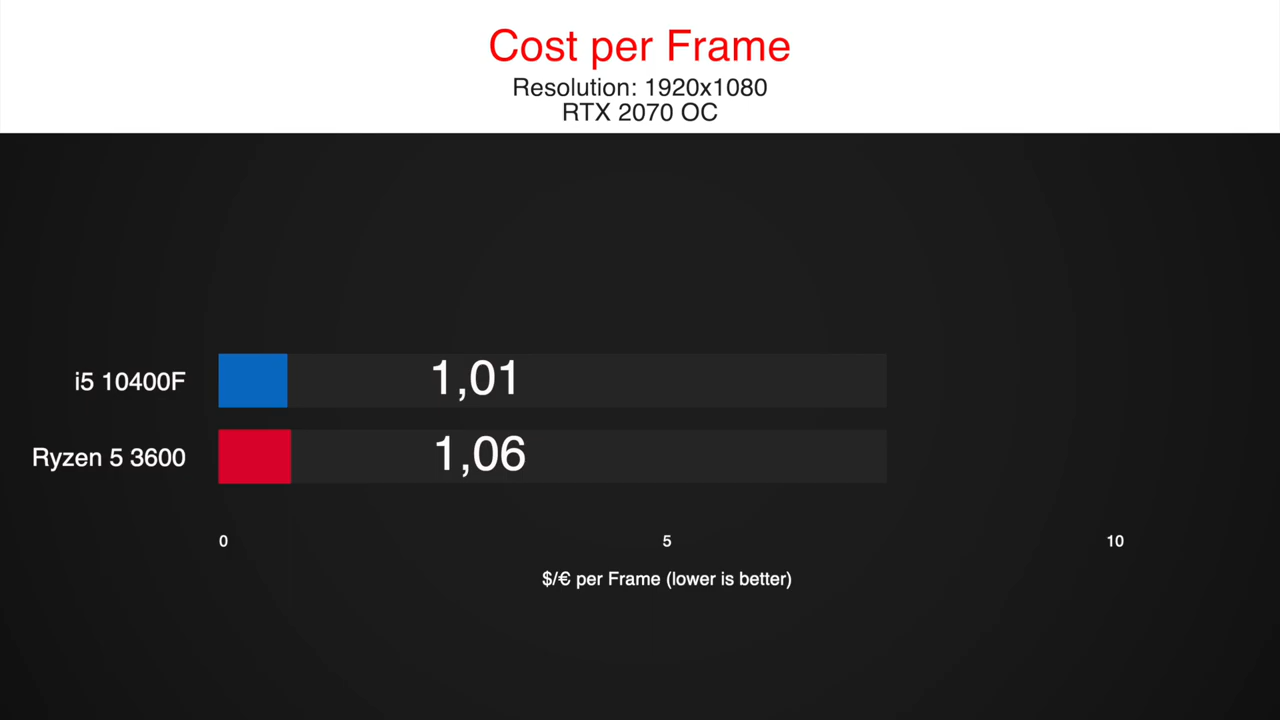 Cost per Frame
Resolution: 1920x1080
RTX 2070 OC
i5 10400F
1,01
Ryzen 5 3600
1,06
0 5 10
$/€ per Frame (lower is better)